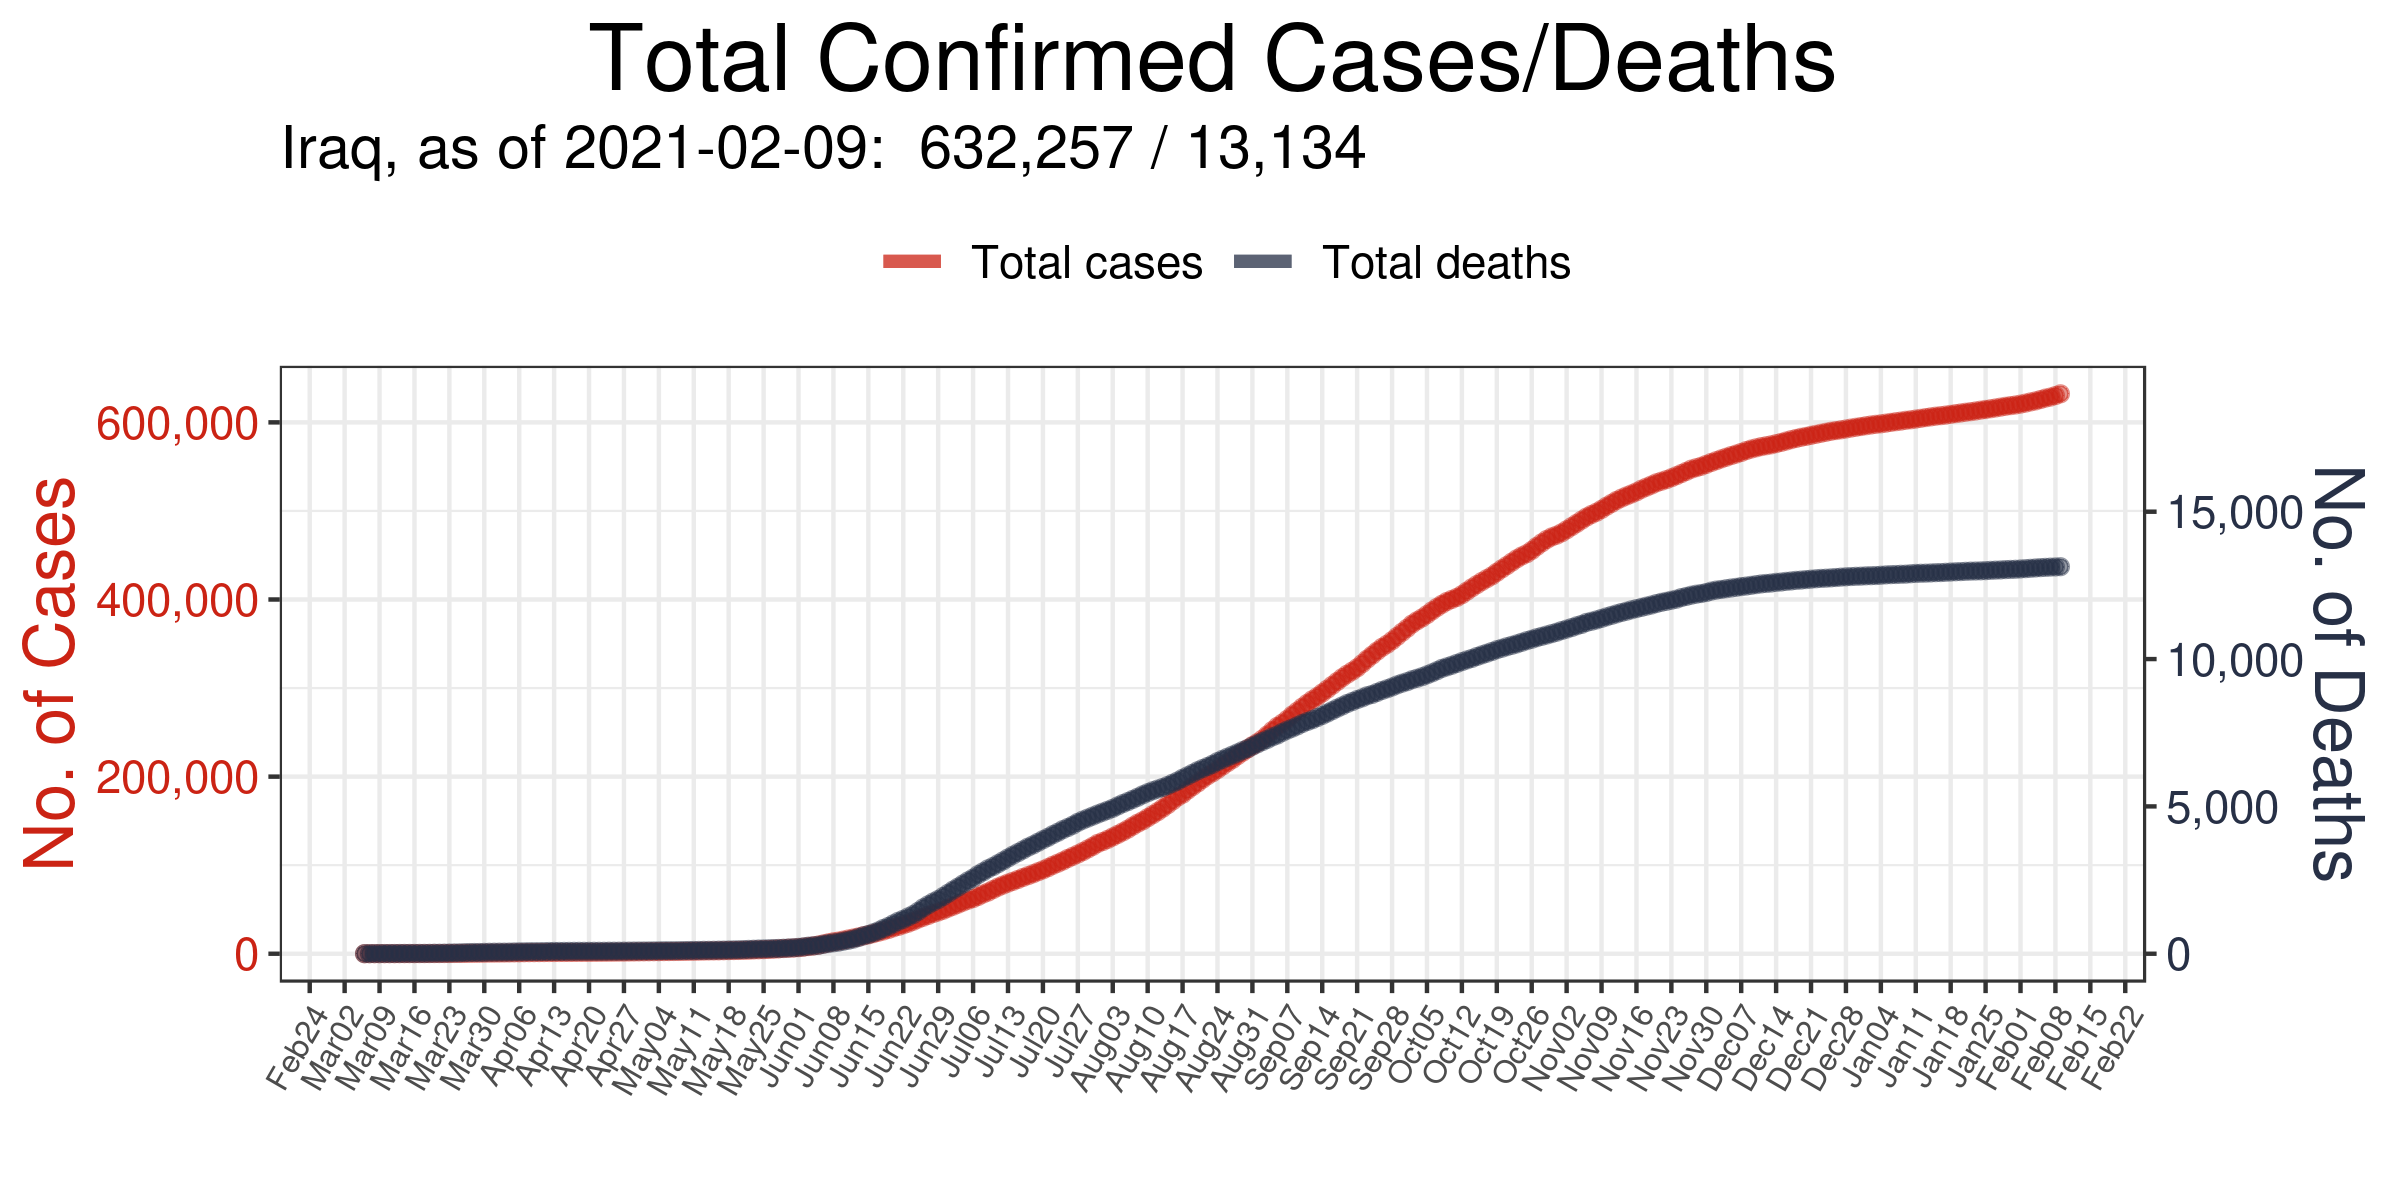 Total Confirmed Cases/Deaths
Iraq, as of 2021-02-09:  632,257 / 13,134
Total cases
Total deaths
No. of Cases
600,000
400,000
200,000
0
15,000
10,000
5,000
0
No. of Deaths
Feb24
Mar02
Mar09
Mar16
Mar23
Mar30
Apr06
Apr13
Apr20
Apr27
May04
May11
May18
May25
Jun01
Jun08
Jun15
Jun22
Jun29
Jul06
Jul13
Jul20
Jul27
Aug03
Aug10
Aug17
Aug24
Aug31
Sep07
Sep14
Sep21
Sep28
Oct05
Oct12
Oct19
Oct26
Nov02
Nov09
Nov16
Nov23
Nov30
Dec07
Dec14
Dec21
Dec28
Jan04
Jan11
Jan18
Jan25
Feb01
Feb08
Feb15
Feb22